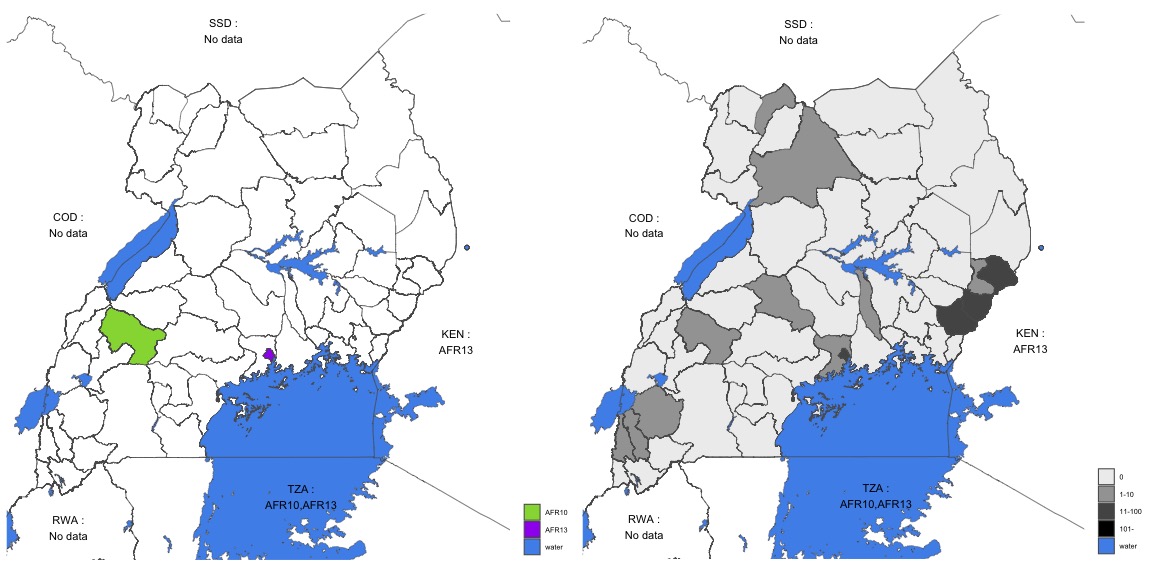 SSD :
No data
COD :
No data
KEN :
AFR13
TZA :
AFR10,AFR13
RWA :
No data
AFR10
AFR13
water
SSD :
No data
COD :
No data
KEN :
AFR13
TZA :
AFR10,AFR13
RWA :
No data
0
1-10
11-100
101-
water